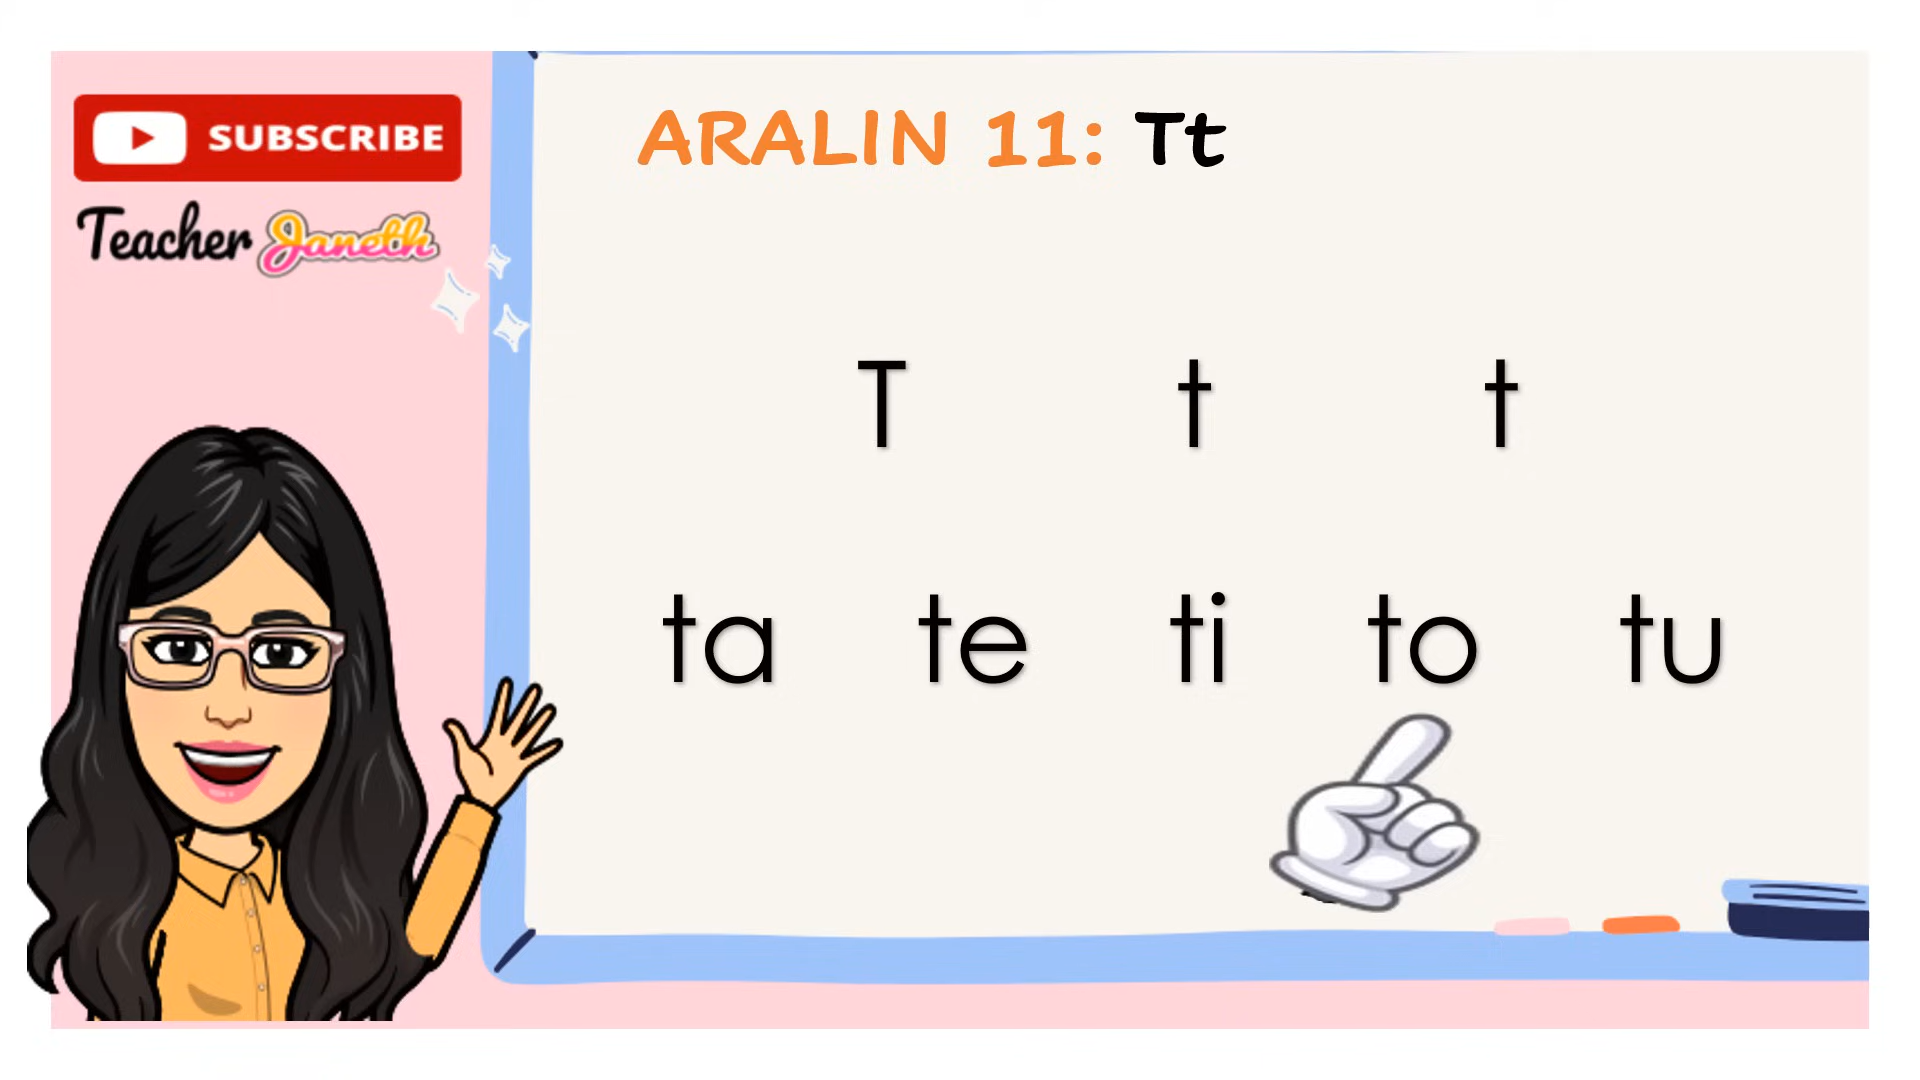 SUBSCRIBE
Teacher Janeth
ARALIN 11: Tt
T t t
ta te ti to tu